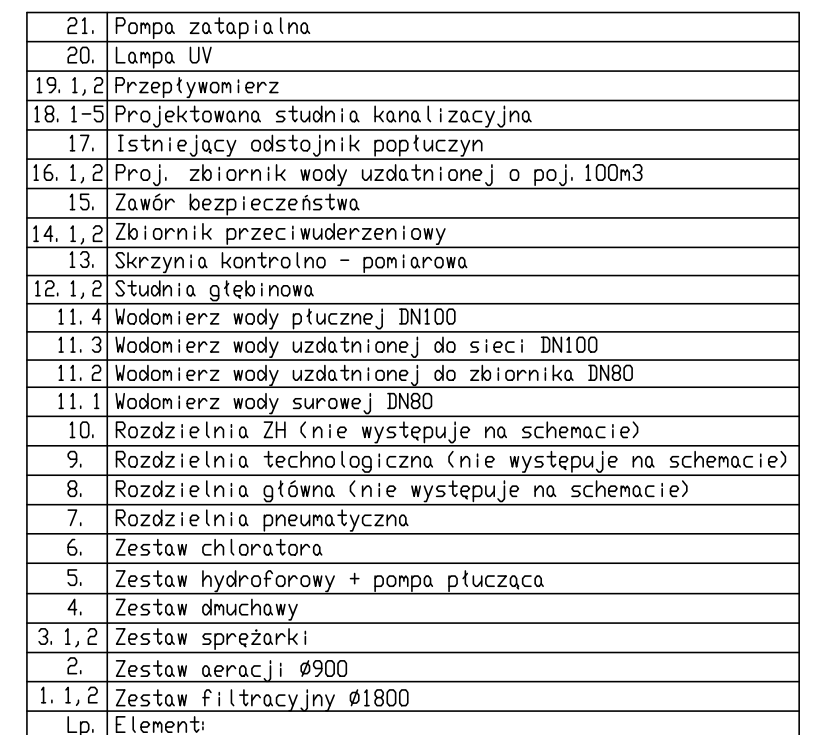 21. Pompa zatapialna
20. Lampa UV
19. 1,2 Przepływomierz
18. 1-5 Projektowana studnia kanalizacyjna
17. Istniejący odstojnik popłuczyn
16. 1,2 Proj. zbiornik wody uzdatnionej o poj. 100m3
15. Zawór bezpieczeństwa
14. 1,2 Zbiornik przeciwuderzeniowy
13. Skrzynia kontrolno - pomiarowa
12. 1,2 Studnia głębinowa
11. 4 Wodomierz wody płucznej DN100
11. 3 Wodomierz wody uzdatnionej do sieci DN100
11. 2 Wodomierz wody uzdatnionej do zbiornika DN80
11. 1 Wodomierz wody surowej DN80
10. Rozdzielnia ZH (nie występuje na schemacie)
9. Rozdzielnia technologiczna (nie występuje na schemacie)
8. Rozdzielnia główna (nie występuje na schemacie)
7. Rozdzielnia pneumatyczna
6. Zestaw chloratora
5. Zestaw hydroforowy + pompa płucząca
4. Zestaw dmuchawy
3. 1,2 Zestaw sprężarki
2. Zestaw aeracji Ø900
1. 1,2 Zestaw filtracyjny Ø1800
Lp. Element: